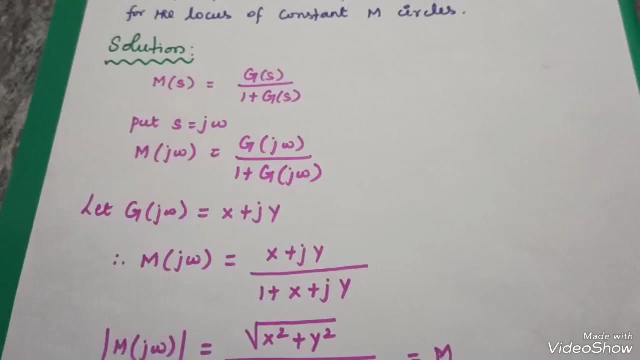 for the locus of constant M circles.
Solution:
M(s) = G(s) / 1 + G(s)
put s = jω
M(jω) = G(jω) / 1 + G(jω)
Let G(jω) = x + jy
∴ M(jω) = x + jy / 1 + x + jy
|M(jω)| = √x² + y² = M
Made with
VideoShow